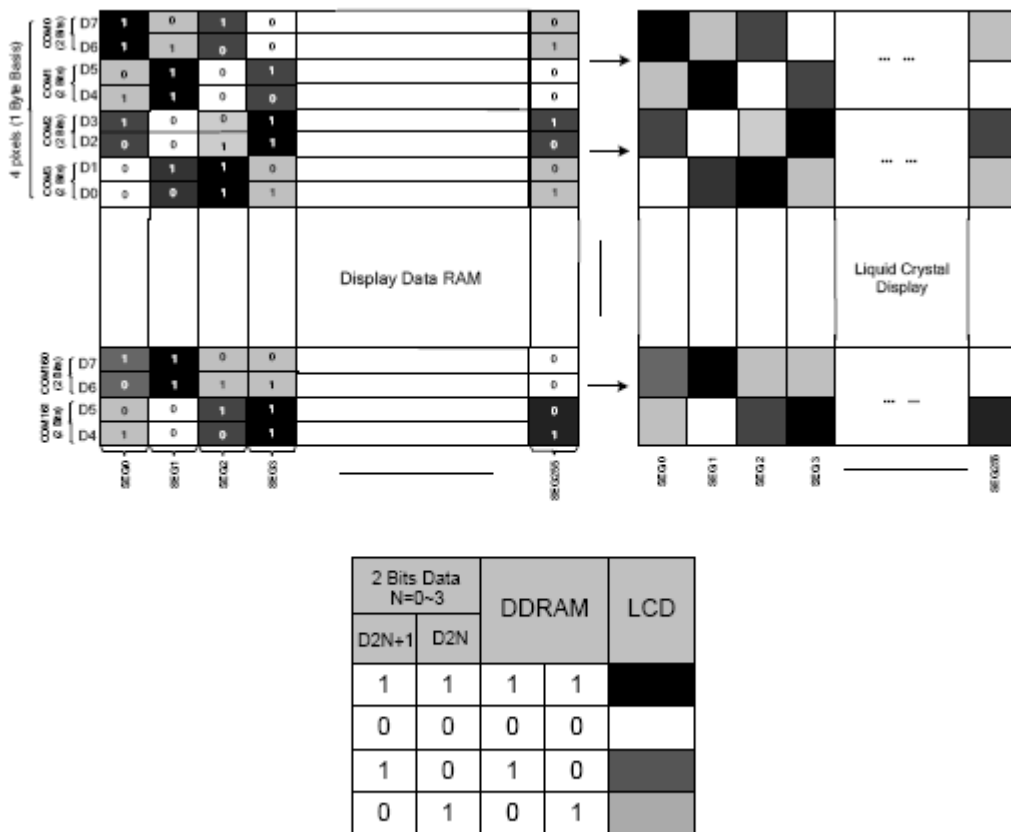 4 pixels (1 Byte Basis)
COM0 (2 Bits)
D7 1 0 1 0 0
D6 1 1 0 0 1
COM1 (2 Bits)
D5 0 1 0 1 0
D4 1 1 0 0 0
COM2 (2 Bits)
D3 1 0 0 1 1
D2 0 0 1 1 0
COM3 (2 Bits)
D1 0 1 1 0 0
D0 0 0 1 1 1
... ...
... ...
Display Data RAM
Liquid Crystal
Display
COM160 (2 Bits)
D7 1 1 0 0 0
D6 0 1 1 1 0
COM161 (2 Bits)
D5 0 0 1 1 0
D4 1 0 0 1 1
... ...
SEG0 SEG1 SEG2 SEG3 SEG255
SEG0 SEG1 SEG2 SEG3 SEG255
2 Bits Data
N=0~3
DDRAM LCD
D2N+1 D2N
1 1 1 1
0 0 0 0
1 0 1 0
0 1 0 1